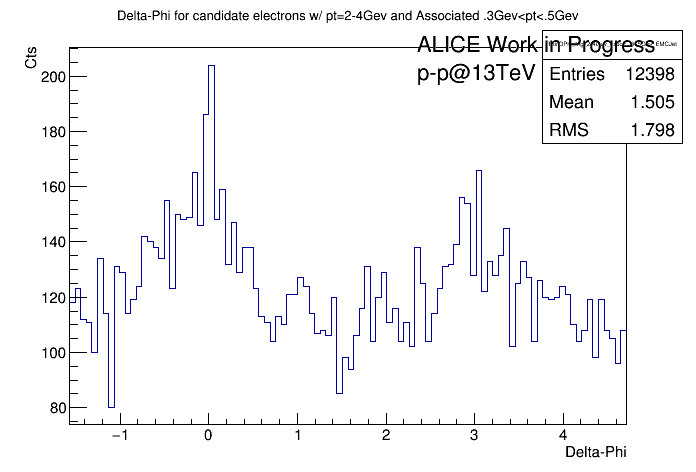 Delta-Phi for candidate electrons w/ pt=2-4Gev and Associated .3Gev<pt<.5Gev
Cts
ALICE Work in Progress
p-p@13TeV
EMCJet
Entries 12398
Mean 1.505
RMS 1.798
200
180
160
140
120
100
80
−1 0 1 2 3 4
Delta-Phi